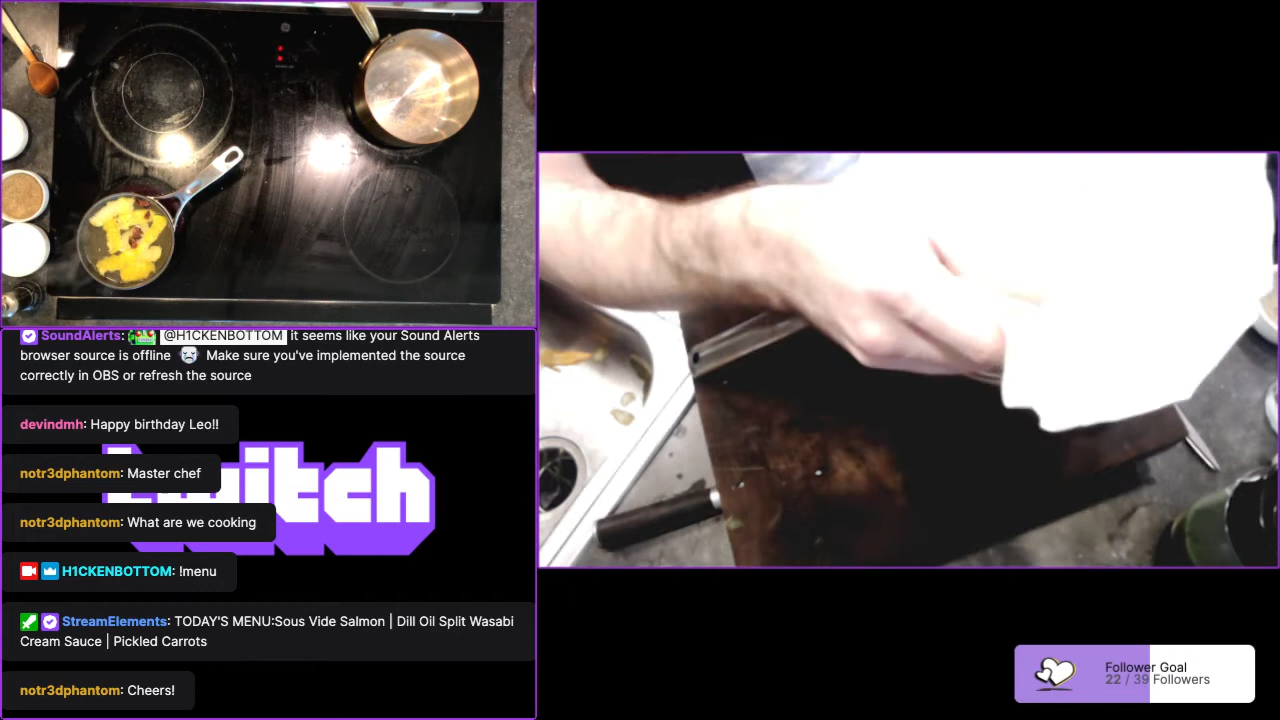 SoundAlerts: @H1CKENBOTTOM it seems like your Sound Alerts
browser source is offline Make sure you've implemented the source
correctly in OBS or refresh the source
devindmh: Happy birthday Leo!!
notr3dphantom: Master chef
twitch
notr3dphantom: What are we cooking
H1CKENBOTTOM: !menu
StreamElements: TODAY'S MENU:Sous Vide Salmon | Dill Oil Split Wasabi
Cream Sauce | Pickled Carrots
notr3dphantom: Cheers!
Follower Goal
22 / 39 Followers